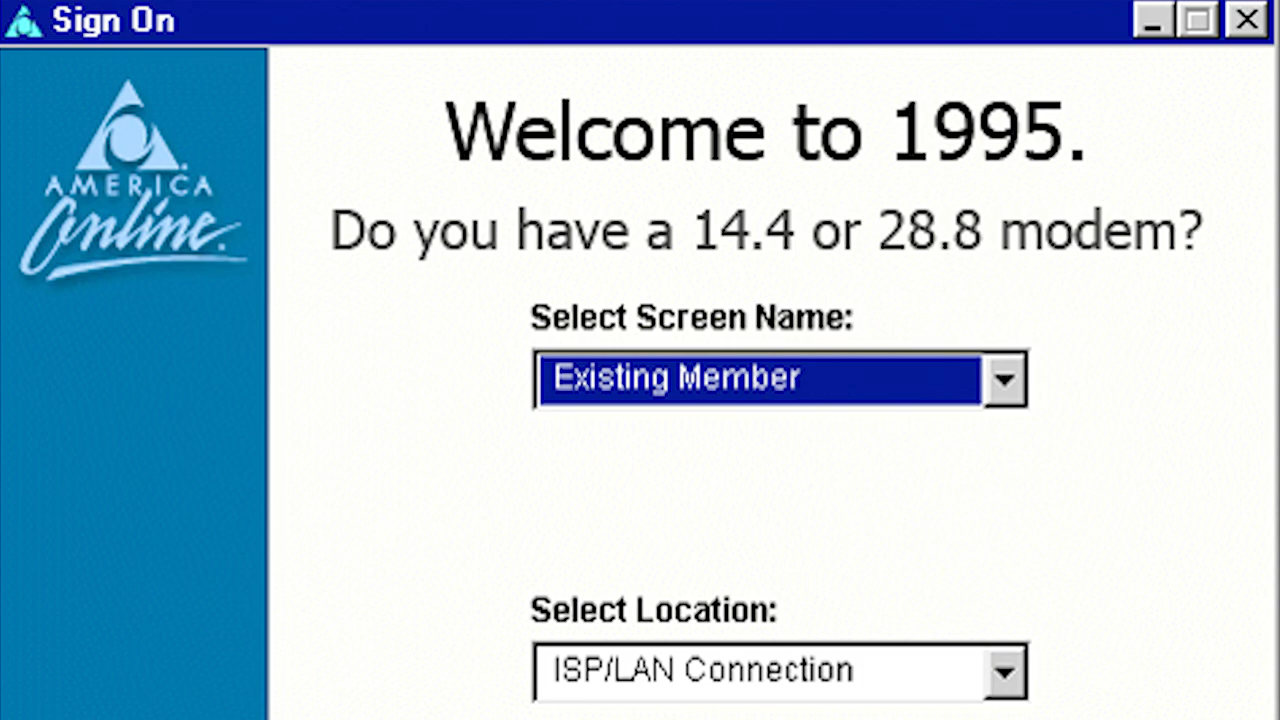 Sign On
AMERICA
Online.
Welcome to 1995.
Do you have a 14.4 or 28.8 modem?
Select Screen Name:
Existing Member
Select Location:
ISP/LAN Connection